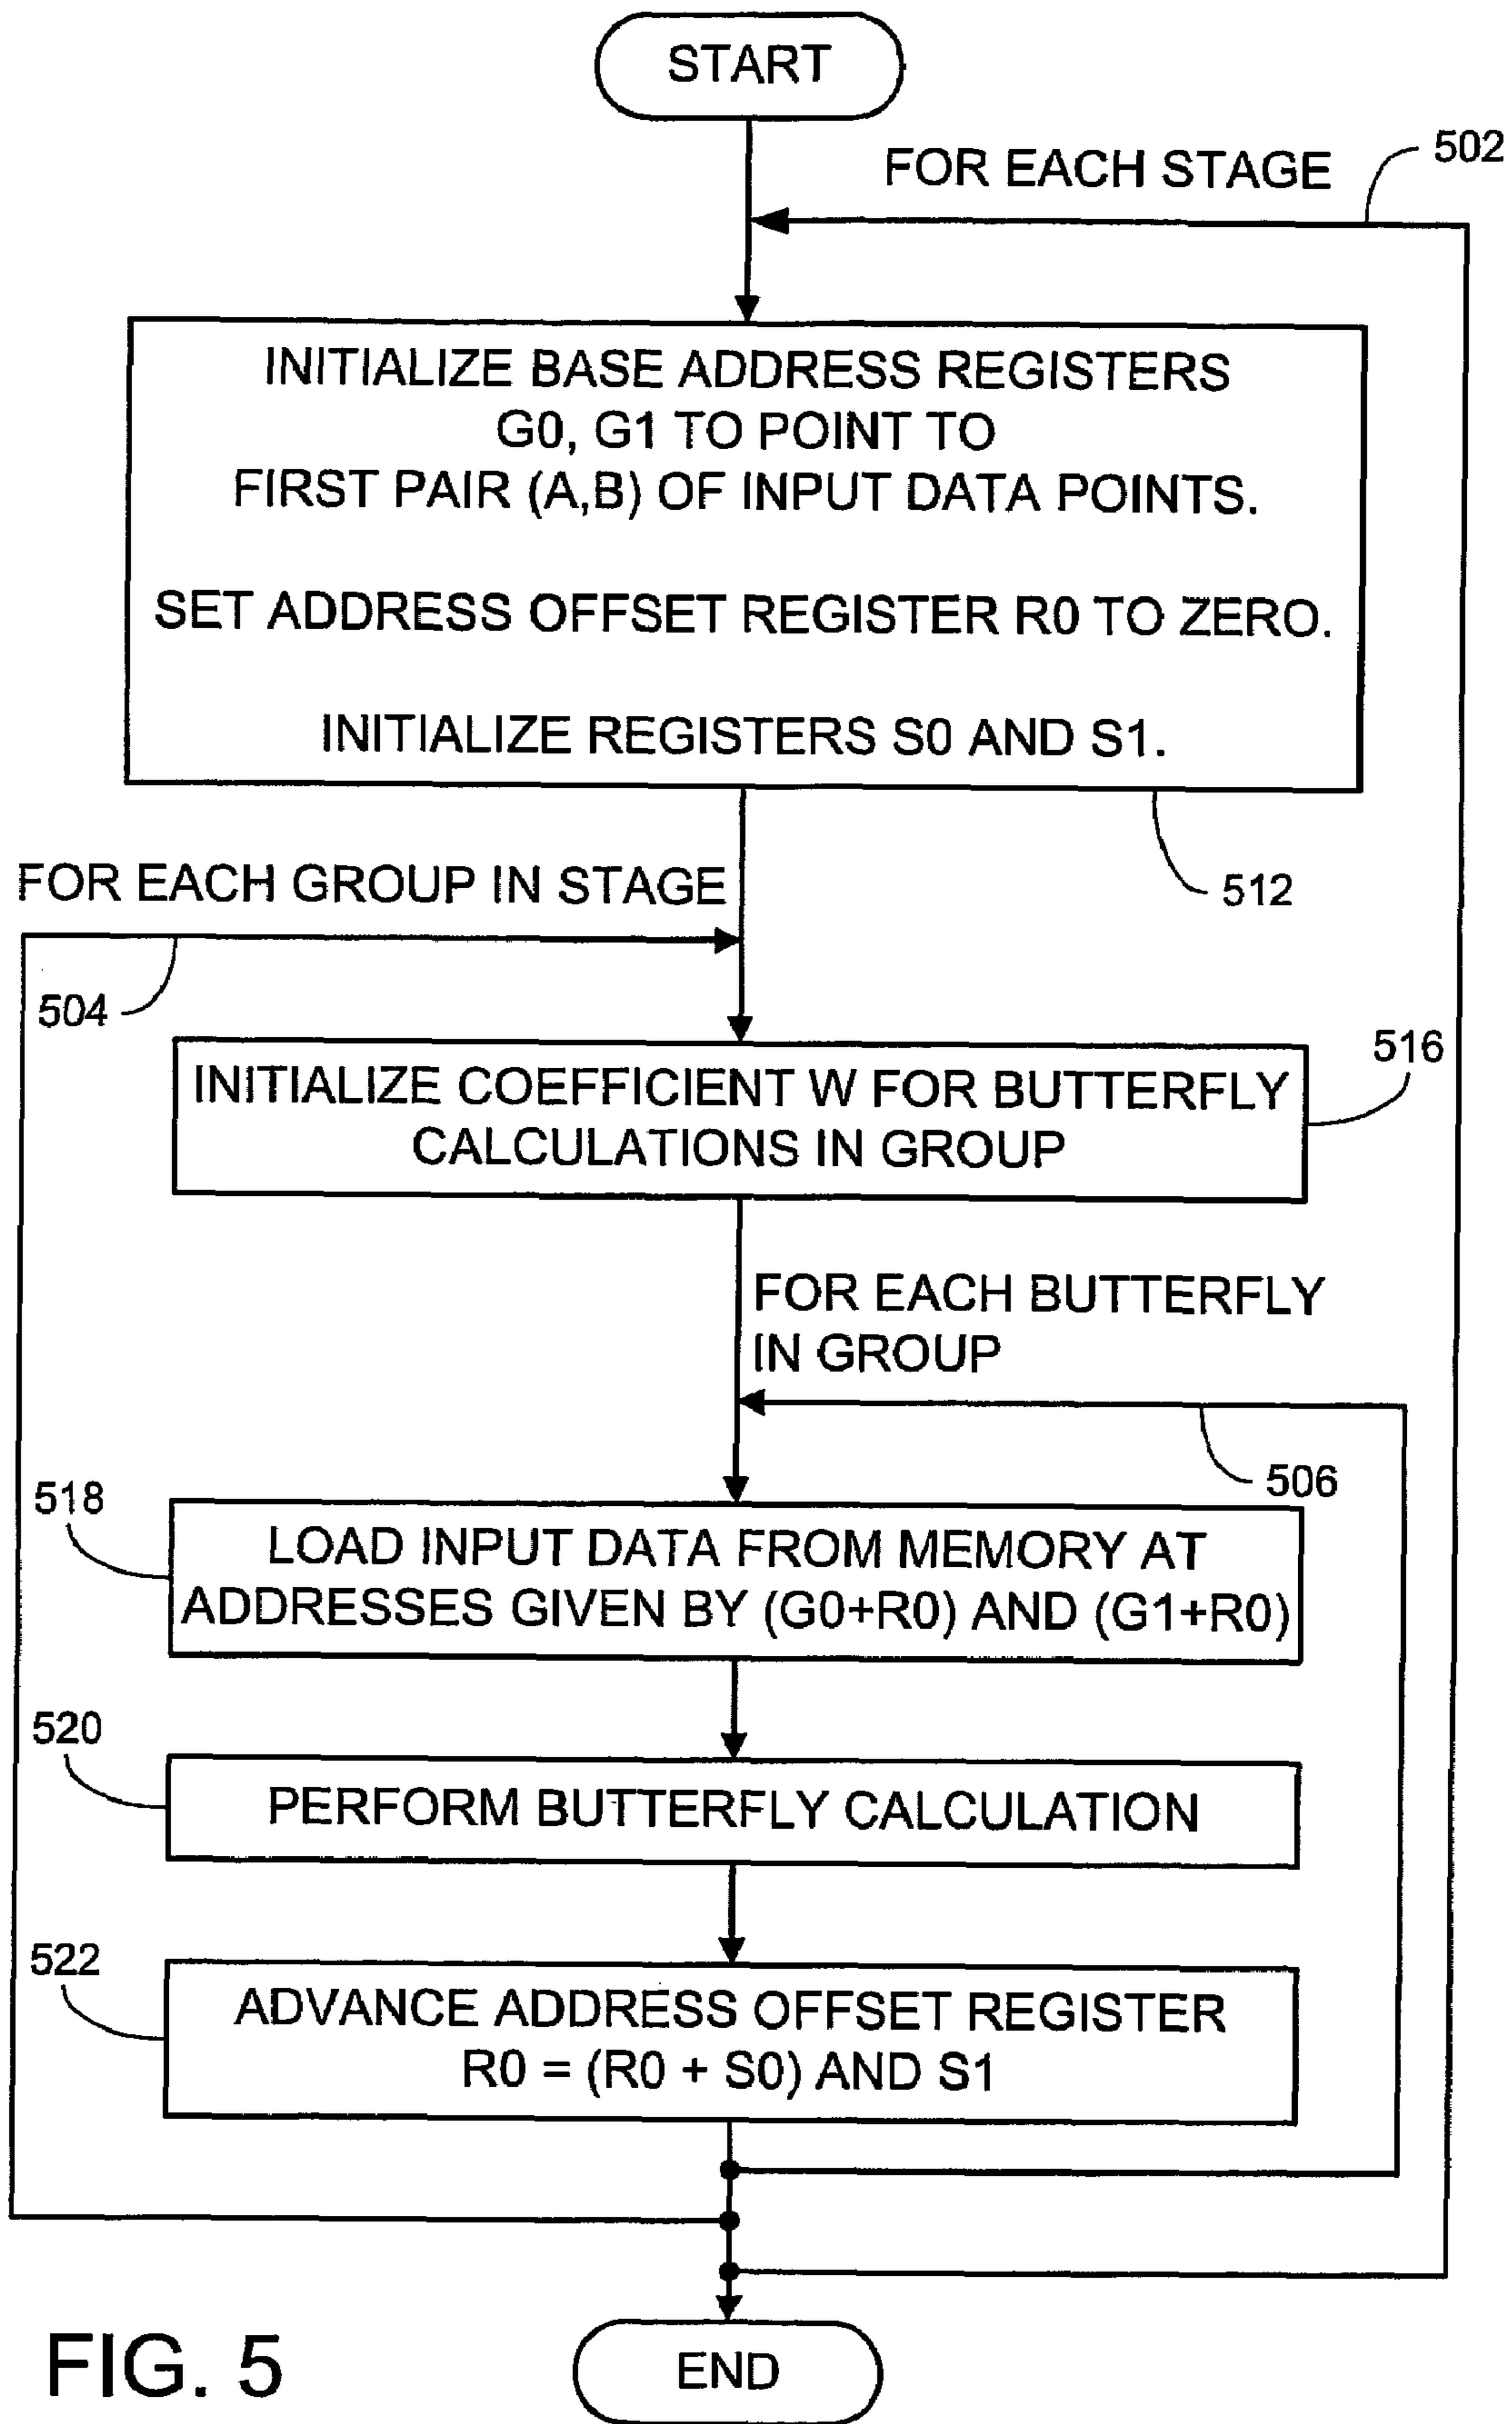 START
FOR EACH STAGE
502
INITIALIZE BASE ADDRESS REGISTERS
G0, G1 TO POINT TO
FIRST PAIR (A,B) OF INPUT DATA POINTS.
SET ADDRESS OFFSET REGISTER R0 TO ZERO.
INITIALIZE REGISTERS S0 AND S1.
512
FOR EACH GROUP IN STAGE
504
516
INITIALIZE COEFFICIENT W FOR BUTTERFLY
CALCULATIONS IN GROUP
FOR EACH BUTTERFLY
IN GROUP
506
518
LOAD INPUT DATA FROM MEMORY AT
ADDRESSES GIVEN BY (G0+R0) AND (G1+R0)
520
PERFORM BUTTERFLY CALCULATION
522
ADVANCE ADDRESS OFFSET REGISTER
R0 = (R0 + S0) AND S1
END
FIG. 5